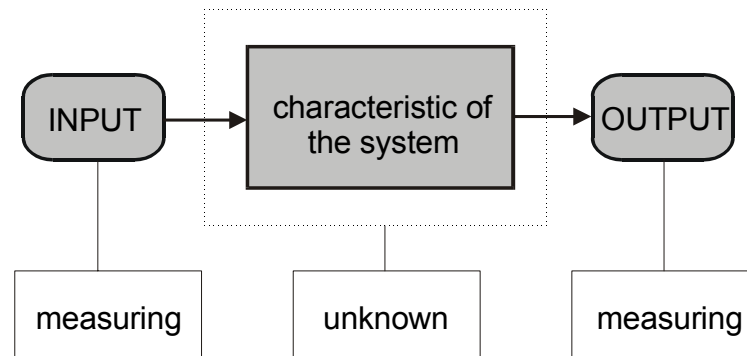 INPUT
characteristic of
the system
OUTPUT
measuring
unknown
measuring